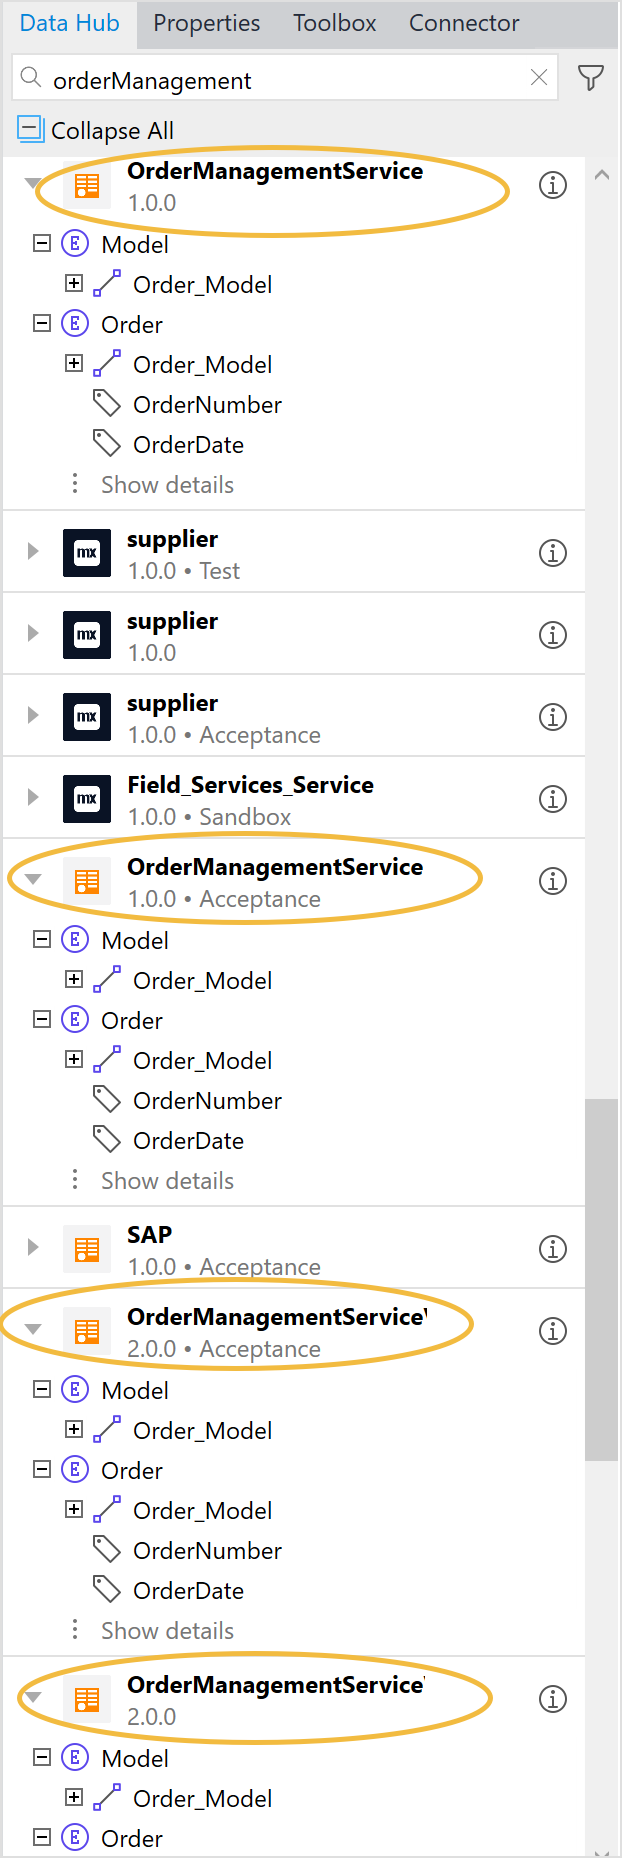 Data Hub Properties Toolbox Connector
orderManagement
Collapse All
OrderManagementService
1.0.0
E Model
Order_Model
E Order
Order_Model
OrderNumber
OrderDate
Show details
mx supplier
1.0.0 • Test
mx supplier
1.0.0
mx supplier
1.0.0 • Acceptance
mx Field_Services_Service
1.0.0 • Sandbox
OrderManagementService
1.0.0 • Acceptance
E Model
Order_Model
E Order
Order_Model
OrderNumber
OrderDate
Show details
SAP
1.0.0 • Acceptance
OrderManagementService
2.0.0 • Acceptance
E Model
Order_Model
E Order
Order_Model
OrderNumber
OrderDate
Show details
OrderManagementService
2.0.0
E Model
Order_Model
E Order